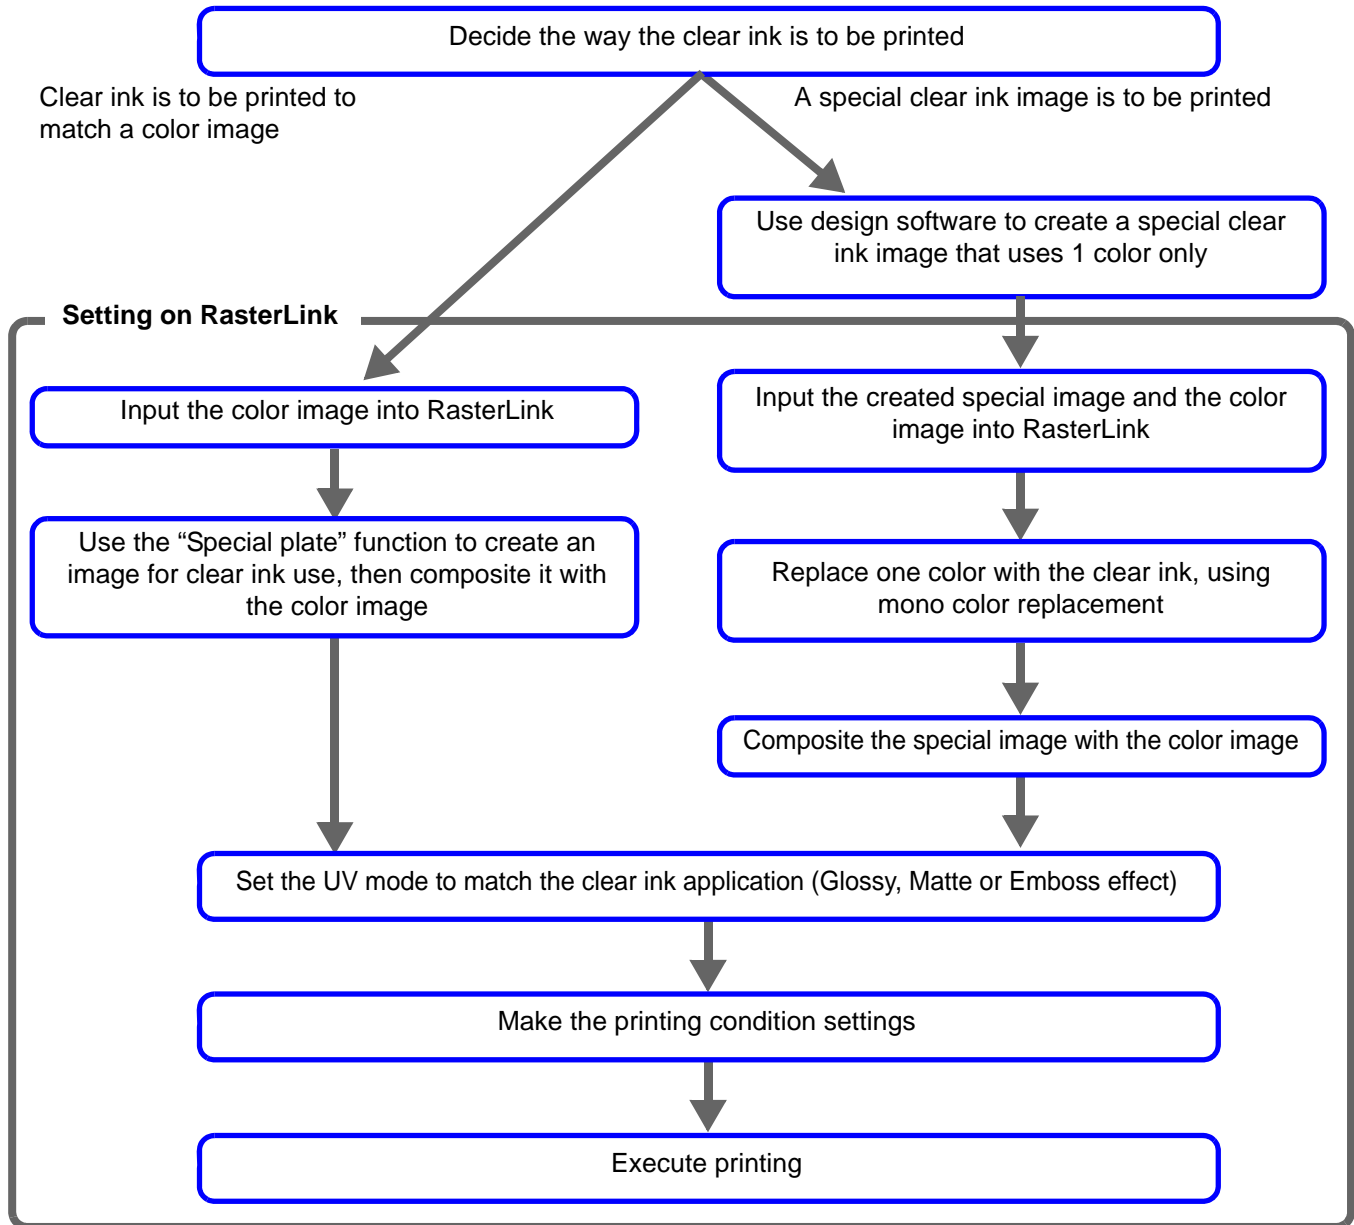 Decide the way the clear ink is to be printed
Clear ink is to be printed to
match a color image
A special clear ink image is to be printed
Use design software to create a special clear
ink image that uses 1 color only
Setting on RasterLink
Input the color image into RasterLink
Input the created special image and the color
image into RasterLink
Use the “Special plate” function to create an
image for clear ink use, then composite it with
the color image
Replace one color with the clear ink, using
mono color replacement
Composite the special image with the color image
Set the UV mode to match the clear ink application (Glossy, Matte or Emboss effect)
Make the printing condition settings
Execute printing